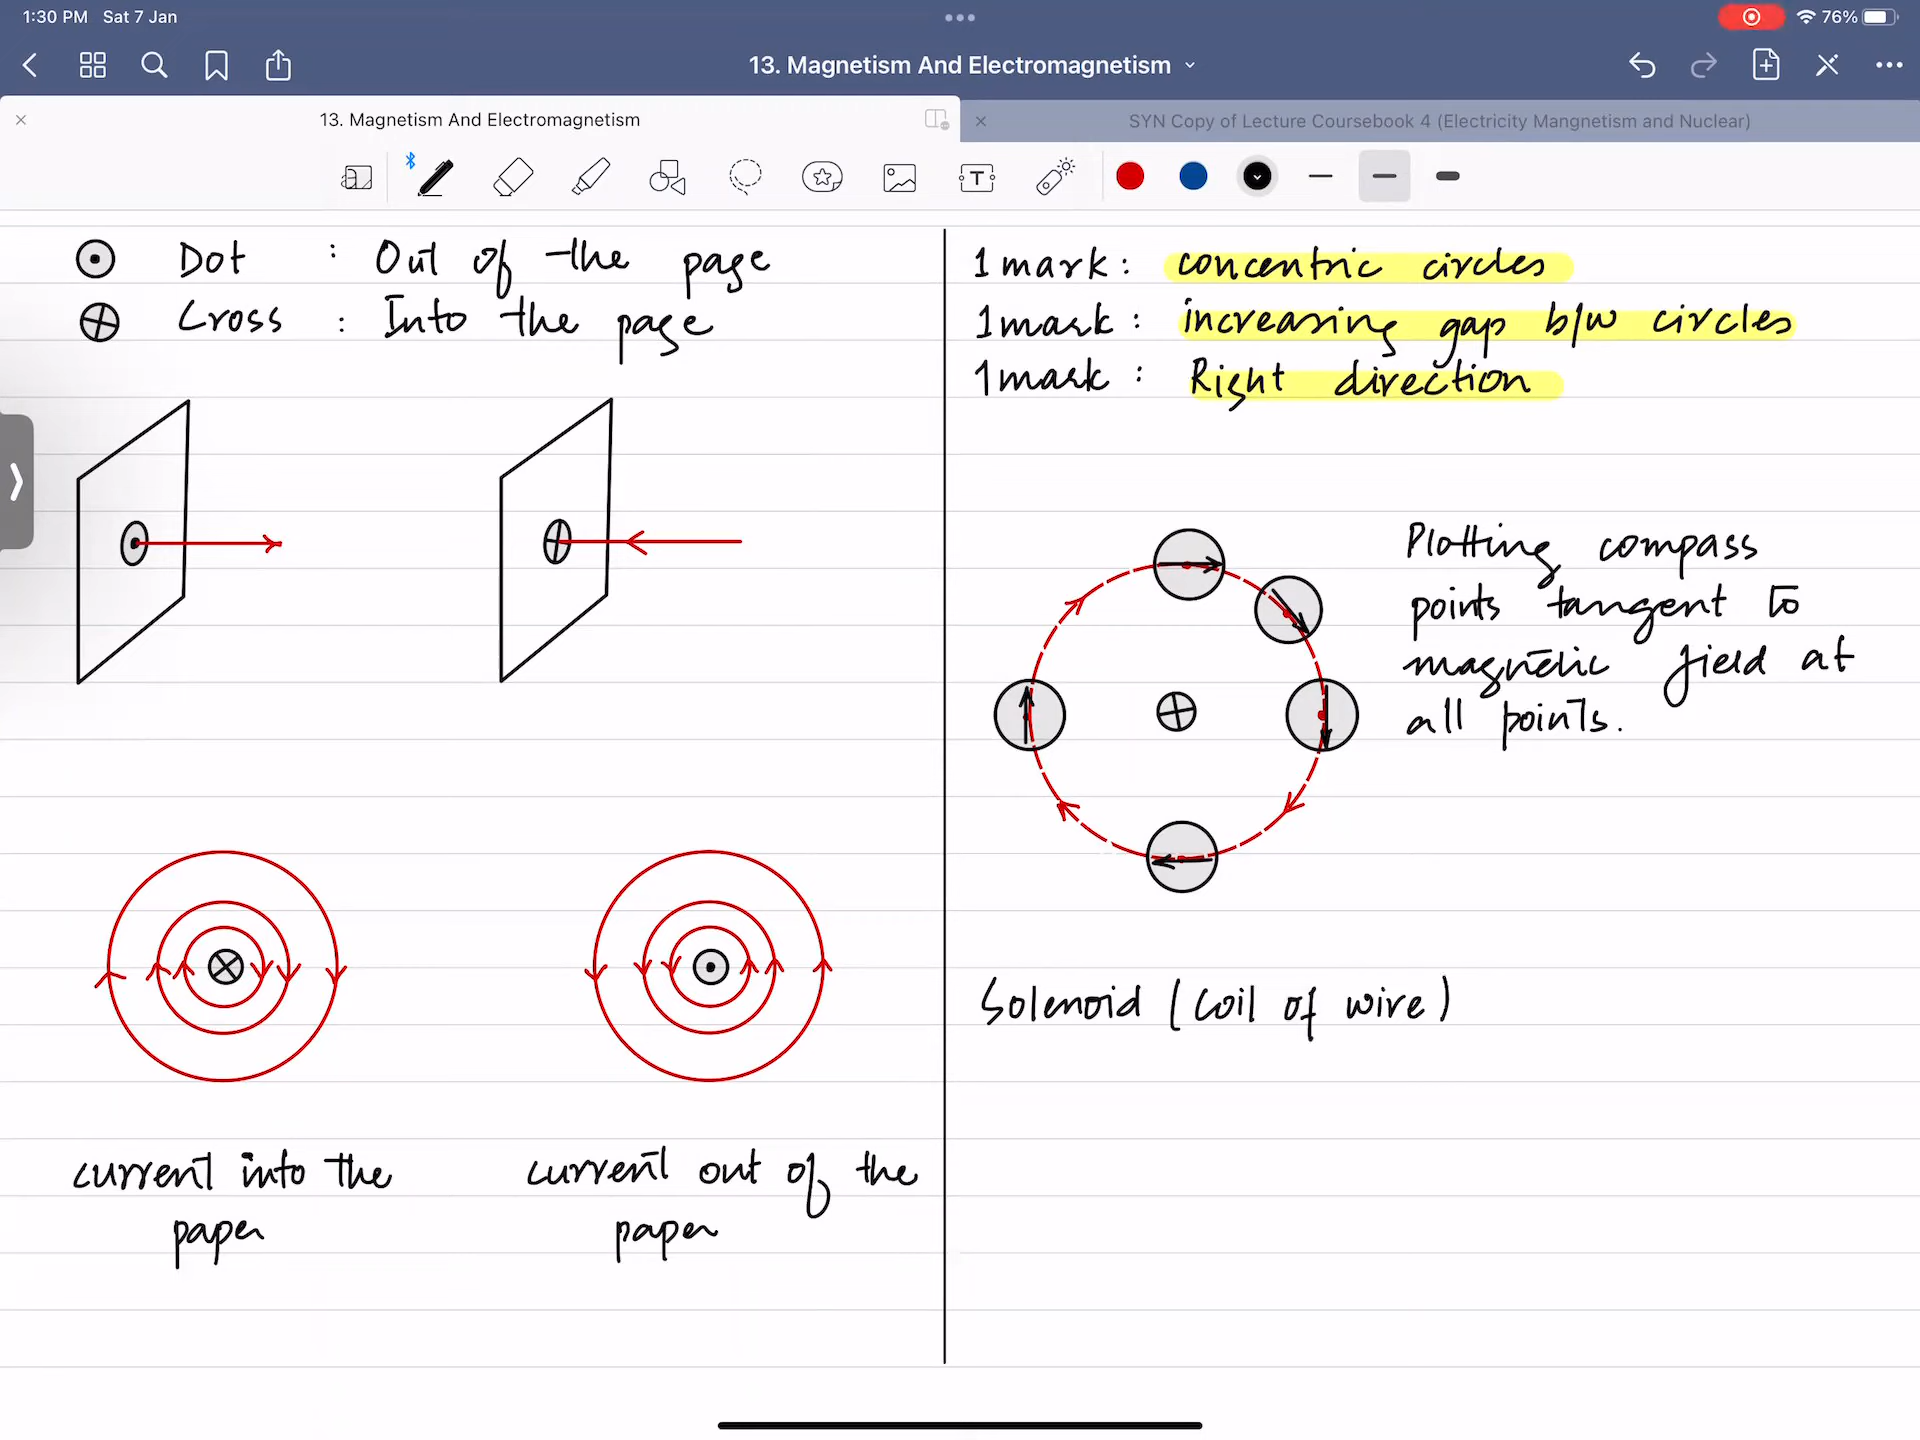 1:30 PM Sat 7 Jan
76%
13. Magnetism And Electromagnetism
13. Magnetism And Electromagnetism
SYN Copy of Lecture Coursebook 4 (Electricity Mangnetism and Nuclear)
Dot : Out of the page
Cross : Into the page
current into the
paper
current out of the
paper
1 mark : concentric circles
1 mark : increasing gap b/w circles
1 mark : Right direction
Plotting compass
points tangent to
magnetic field at
all points.
Solenoid (coil of wire)